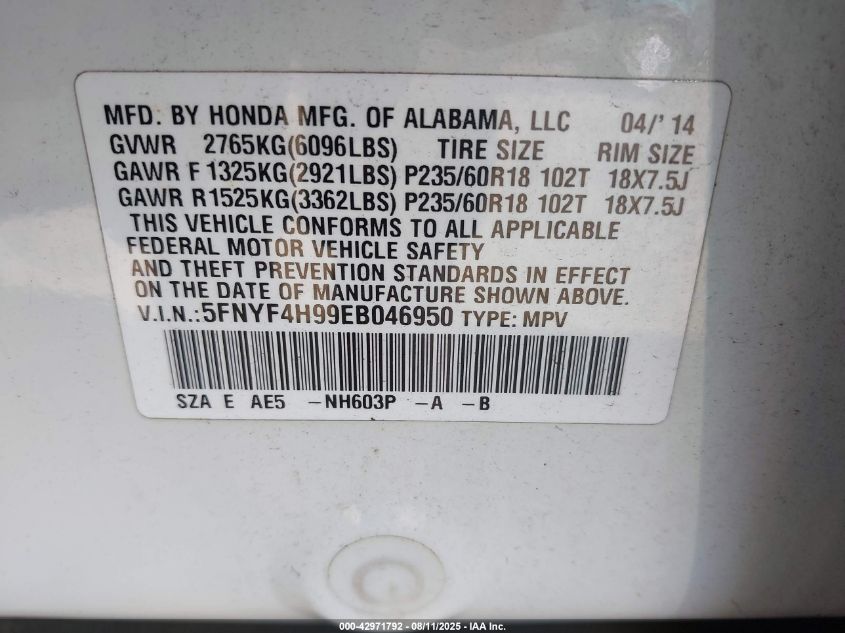 MFD. BY HONDA MFG. OF ALABAMA, LLC 04/'14
GVWR 2765KG(6096LBS) TIRE SIZE RIM SIZE
GAWR F 1325KG(2921LBS) P235/60R18 102T 18X7.5J
GAWR R1525KG(3362LBS) P235/60R18 102T 18X7.5J
THIS VEHICLE CONFORMS TO ALL APPLICABLE
FEDERAL MOTOR VEHICLE SAFETY
AND THEFT PREVENTION STANDARDS IN EFFECT
ON THE DATE OF MANUFACTURE SHOWN ABOVE.
V.I.N.:5FNYF4H99EB046950 TYPE: MPV
SZA E AE5 -NH603P -A -B
000-42971792 - 08/11/2025 - IAA Inc.